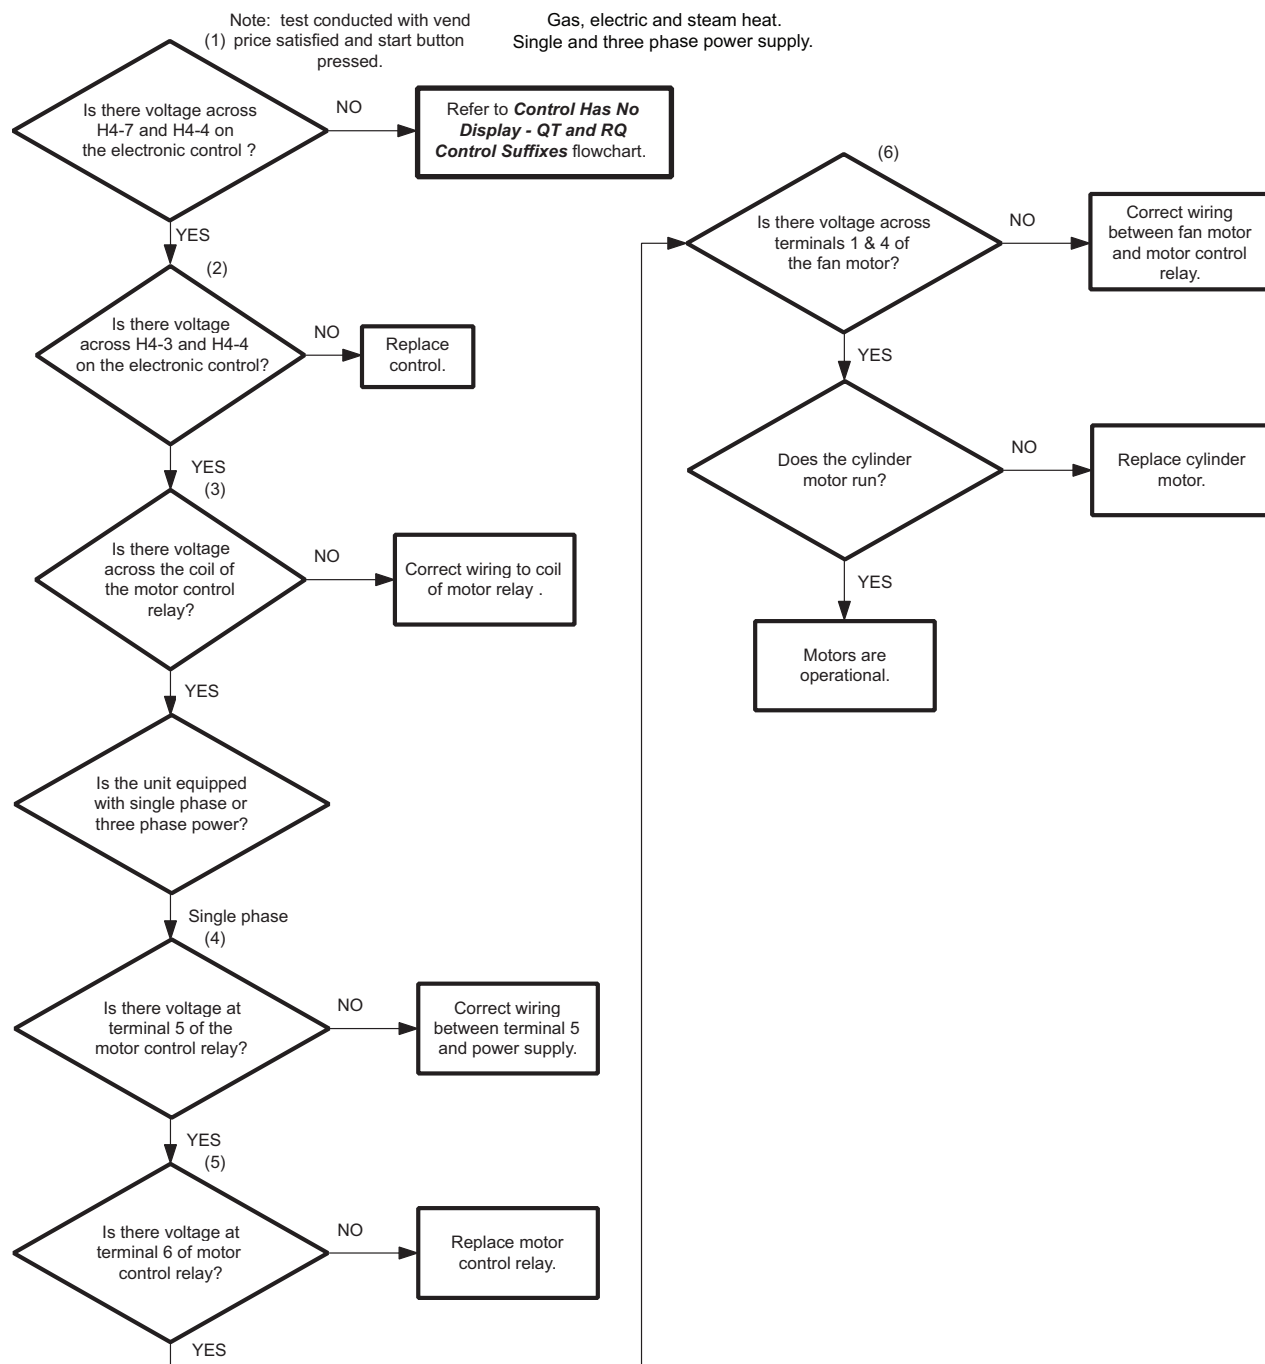 Note: test conducted with vend
(1) price satisfied and start button
pressed.
Gas, electric and steam heat.
Single and three phase power supply.
Is there voltage across
H4-7 and H4-4 on
the electronic control ?
NO
Refer to Control Has No
Display - QT and RQ
Control Suffixes flowchart.
YES
(2)
Is there voltage
across H4-3 and H4-4
on the electronic control?
NO
Replace
control.
YES
(3)
Is there voltage
across the coil of
the motor control
relay?
NO
Correct wiring to coil
of motor relay .
YES
Is the unit equipped
with single phase or
three phase power?
Single phase
(4)
Is there voltage at
terminal 5 of the
motor control relay?
NO
Correct wiring
between terminal 5
and power supply.
YES
(5)
Is there voltage at
terminal 6 of motor
control relay?
NO
Replace motor
control relay.
YES
(6)
Is there voltage across
terminals 1 & 4 of
the fan motor?
NO
Correct wiring
between fan motor
and motor control
relay.
YES
Does the cylinder
motor run?
NO
Replace cylinder
motor.
YES
Motors are
operational.